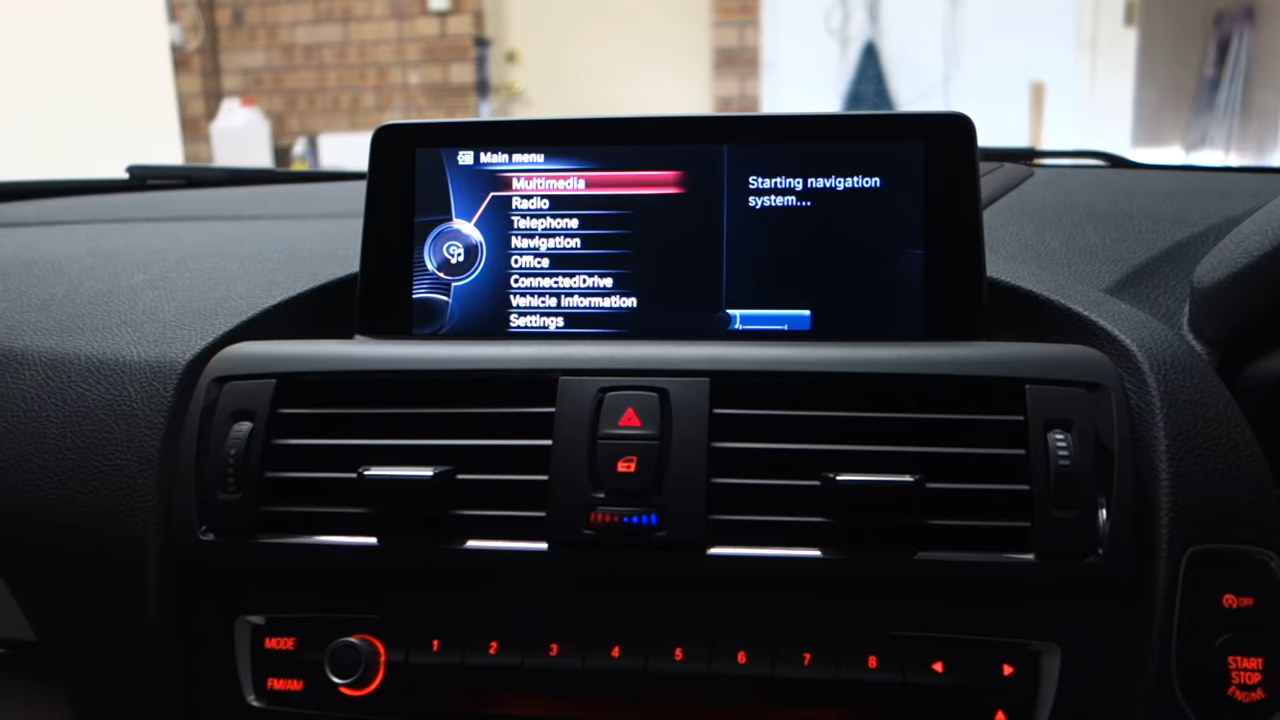 Main menu
Multimedia
Radio
Telephone
Navigation
Office
ConnectedDrive
Vehicle information
Settings
Starting navigation
system...
MODE
FM/AM
1 2 3 4 5 6 7 8
OFF
START
STOP
ENGINE